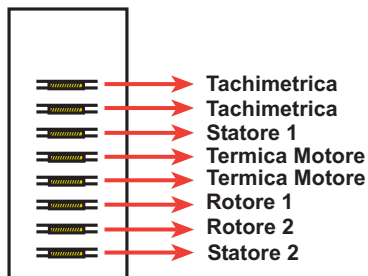 Tachimetrica
Tachimetrica
Statore 1
Termica Motore
Termica Motore
Rotore 1
Rotore 2
Statore 2